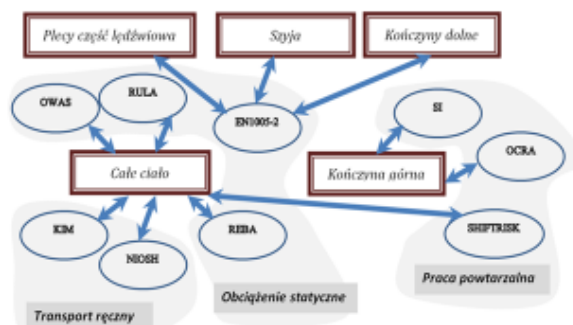 Plecy część lędźwiowa
Szyja
Kończyny dolne
OWAS
RULA
EN1005-2
SI
OCRA
Całe ciało
Kończyna górna
KIM
NIOSH
REBA
SHIFTRISK
Praca powtarzalna
Obciążenie statyczne
Transport ręczny